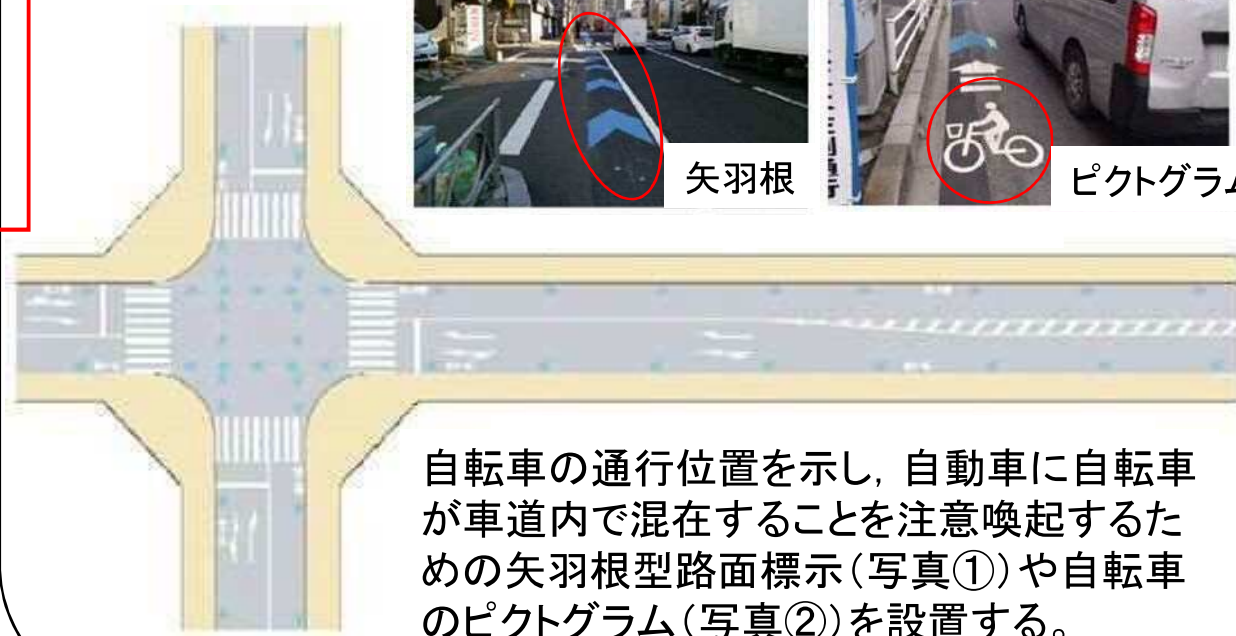 矢羽根
ピクトグラム
自転車の通行位置を示し，自動車に自転車
が車道内で混在することを注意喚起するた
めの矢羽根型路面標示（写真①）や自転車
のピクトグラム（写真②）を設置する。